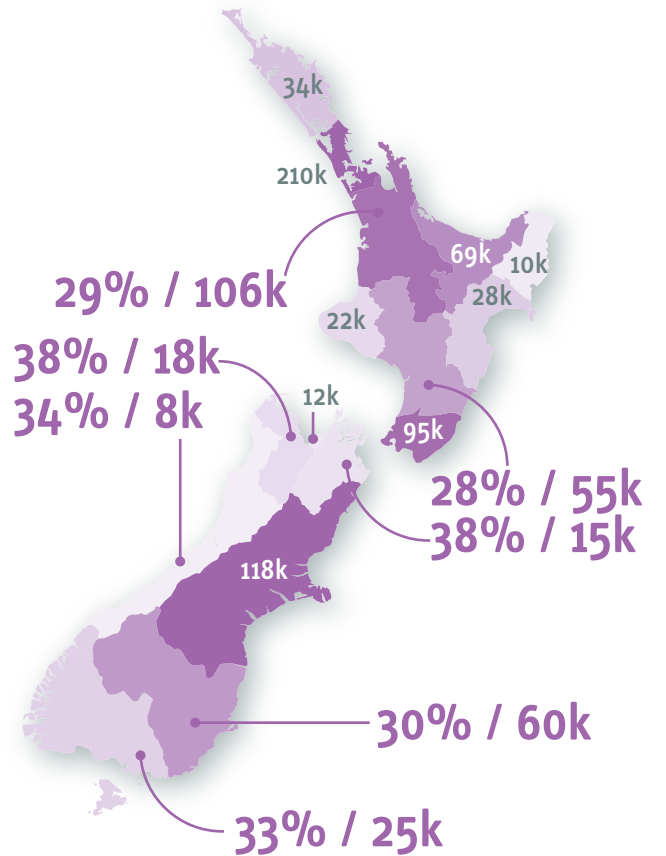 34k
210k
69k
10k
29% / 106k
28k
22k
38% / 18k
12k
34% / 8k
95k
28% / 55k
38% / 15k
118k
30% / 60k
33% / 25k